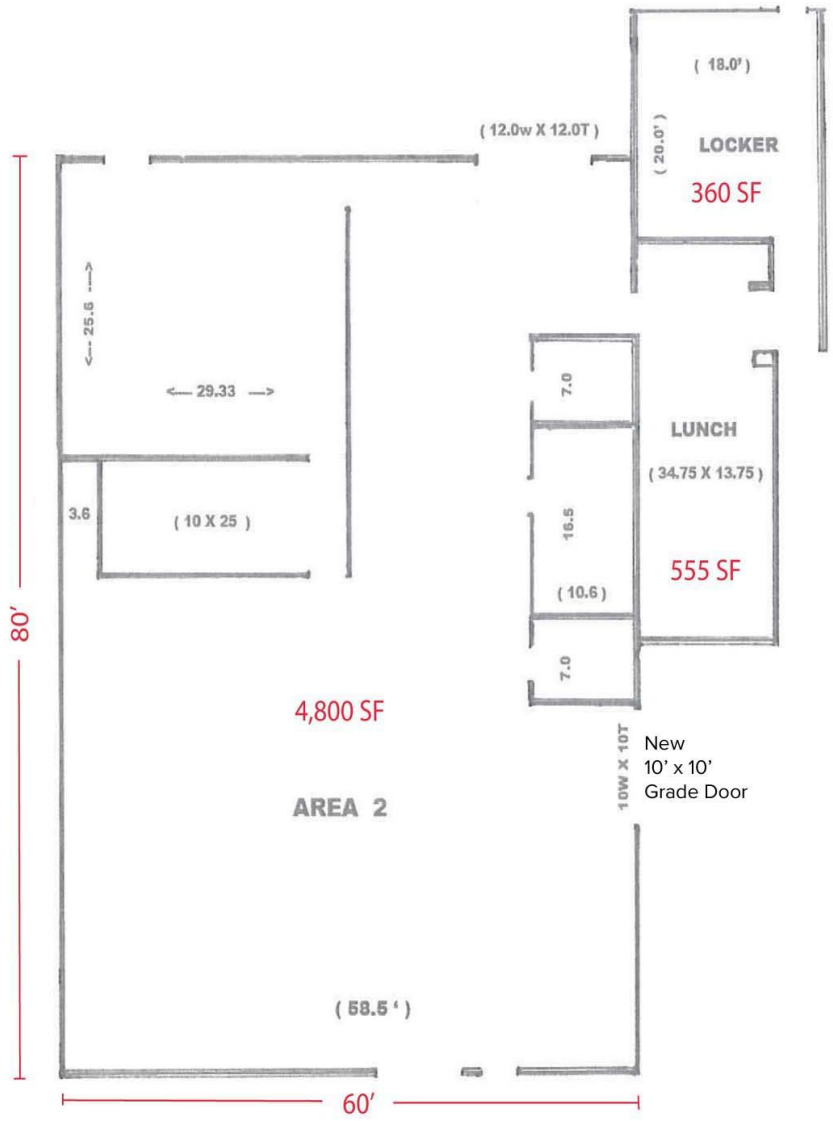 ( 18.0' )
( 12.0w X 12.0T )
( 20.0' )
LOCKER
360 SF
<--- 25.6 --->
<--- 29.33 --->
7.0
LUNCH
( 34.75 X 13.75 )
3.6
( 10 X 25 )
16.5
555 SF
( 10.6 )
80'
7.0
4,800 SF
10W X 10T
New
10' x 10'
Grade Door
AREA 2
( 58.5 ' )
60'